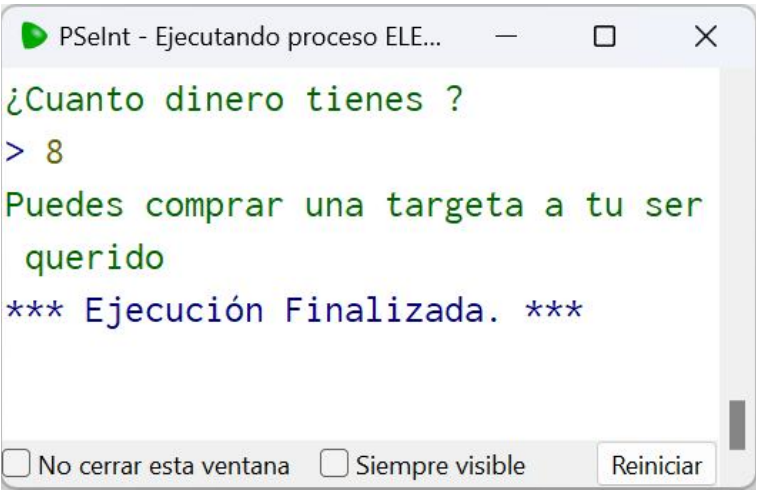 PSeInt - Ejecutando proceso ELE...
¿Cuanto dinero tienes ?
> 8
Puedes comprar una targeta a tu ser
querido
*** Ejecución Finalizada. ***
No cerrar esta ventana Siempre visible Reiniciar